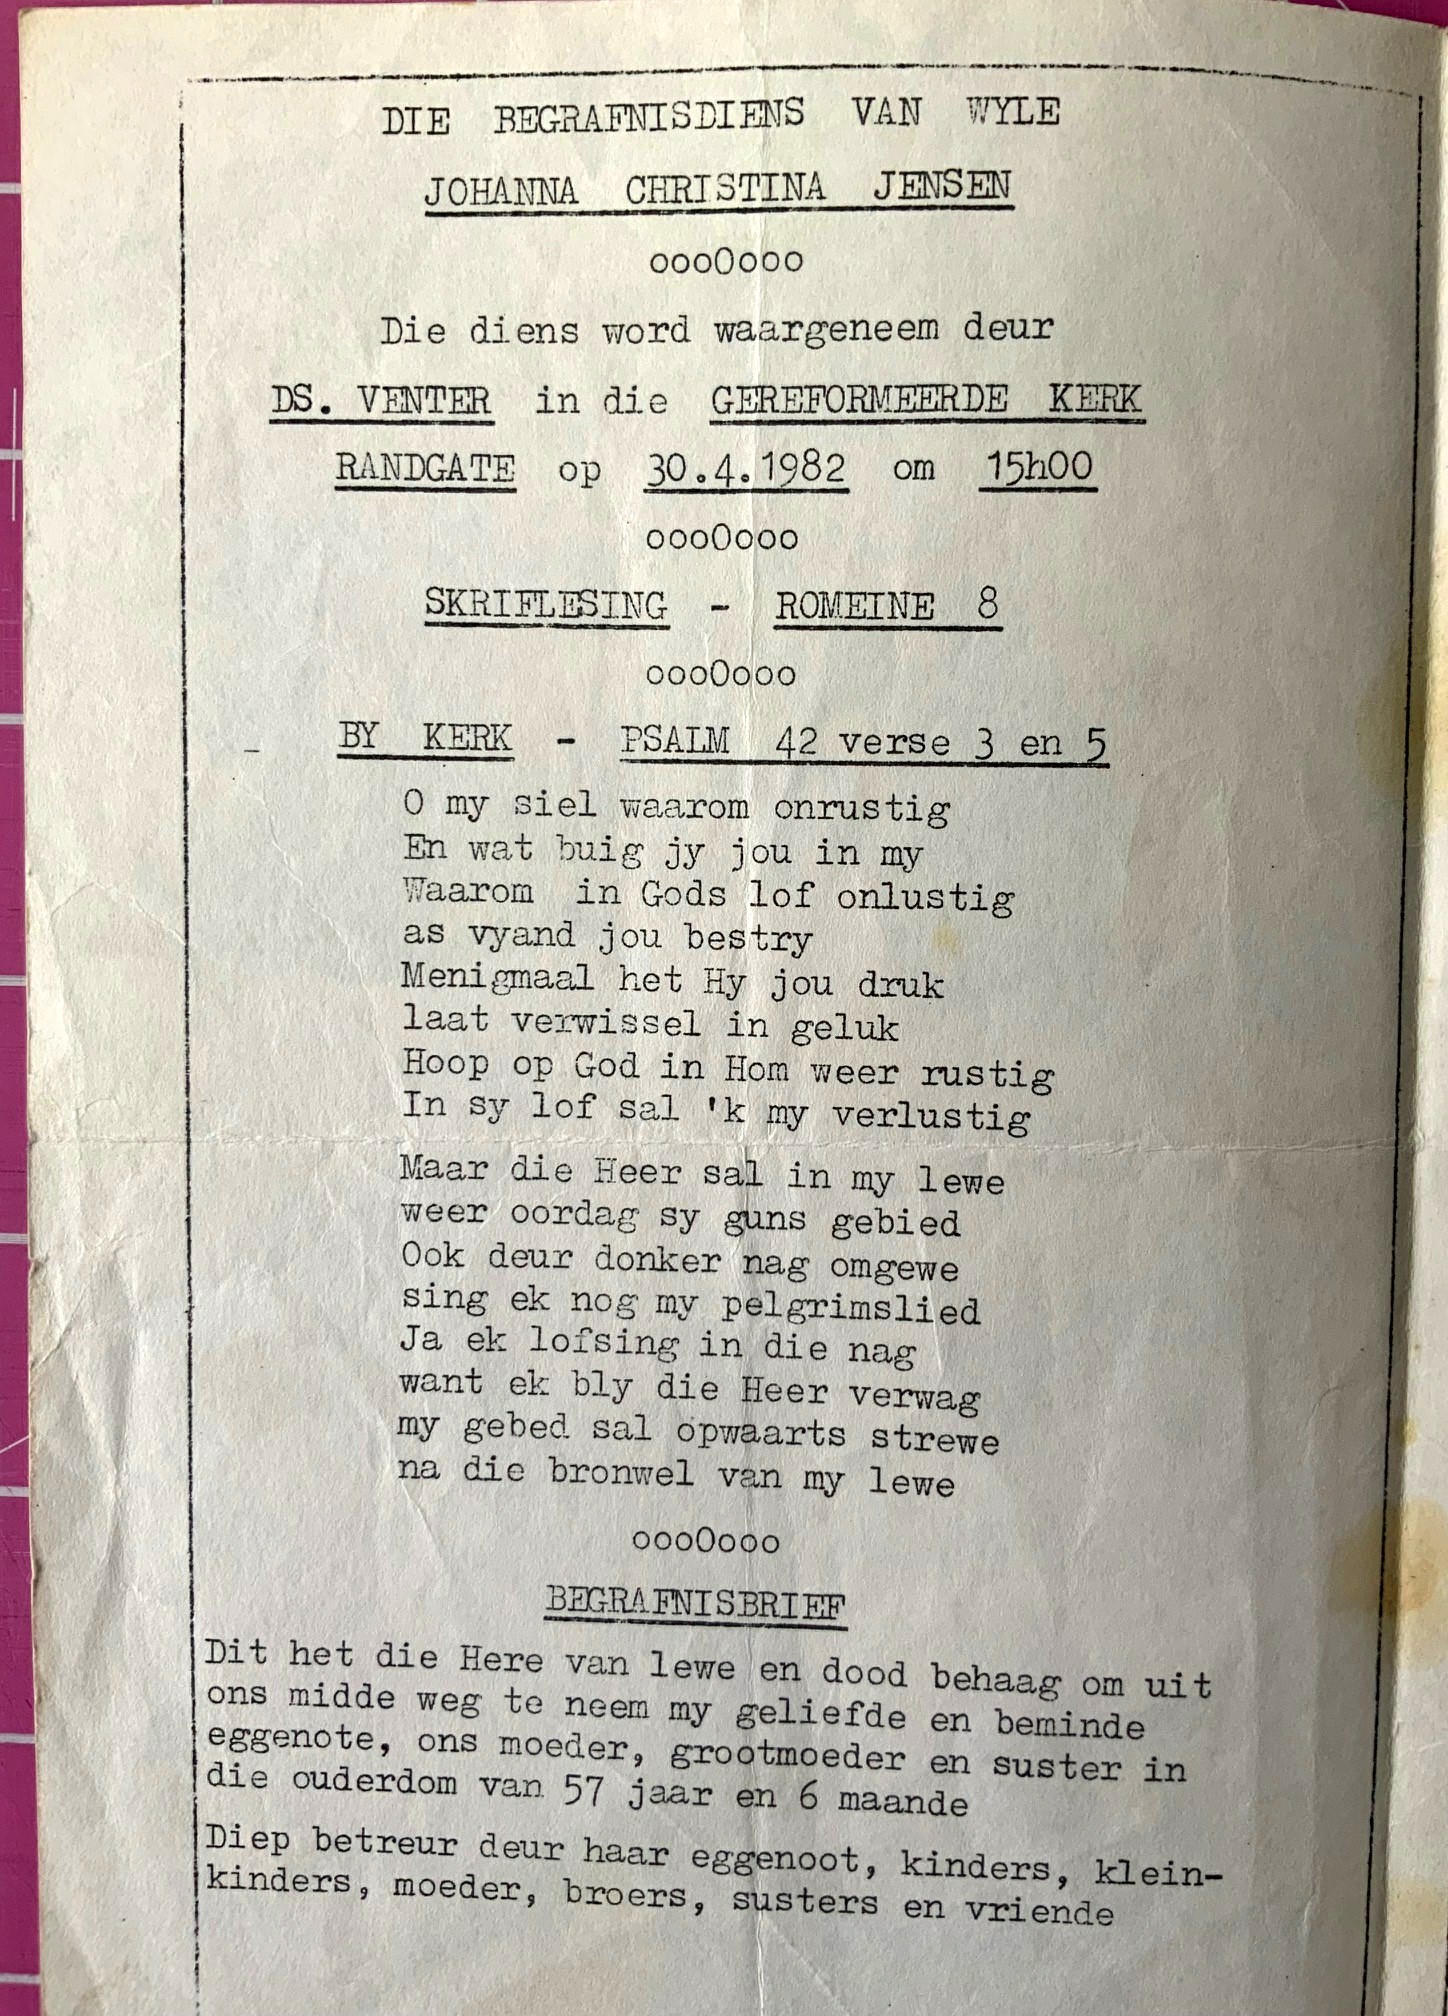 DIE BEGRAFNISDIENS VAN WYLE
JOHANNA CHRISTINA JENSEN
oooOooo
Die diens word waargeneem deur
DS. VENTER in die GEREFORMEERDE KERK
RANDGATE op 30.4.1982 om 15h00
oooOooo
SKRIFLESING - ROMEINE 8
oooOooo
BY KERK - PSALM 42 verse 3 en 5
O my siel waarom onrustig
En wat buig jy jou in my
Waarom in Gods lof onlustig
as vyand jou bestry
Menigmaal het Hy jou druk
laat verwissel in geluk
Hoop op God in Hom weer rustig
In sy lof sal 'k my verlustig
Maar die Heer sal in my lewe
weer oordag sy guns gebied
Ook deur donker nag omgewe
sing ek nog my pelgrimslied
Ja ek lofsing in die nag
want ek bly die Heer verwag
my gebed sal opwaarts strewe
na die bronwel van my lewe
oooOooo
BEGRAFNISBRIEF
Dit het die Here van lewe en dood behaag om uit
ons midde weg te neem my geliefde en beminde
eggenote, ons moeder, grootmoeder en suster in
die ouderdom van 57 jaar en 6 maande
Diep betreur deur haar eggenoot, kinders, klein-
kinders, moeder, broers, susters en vriende